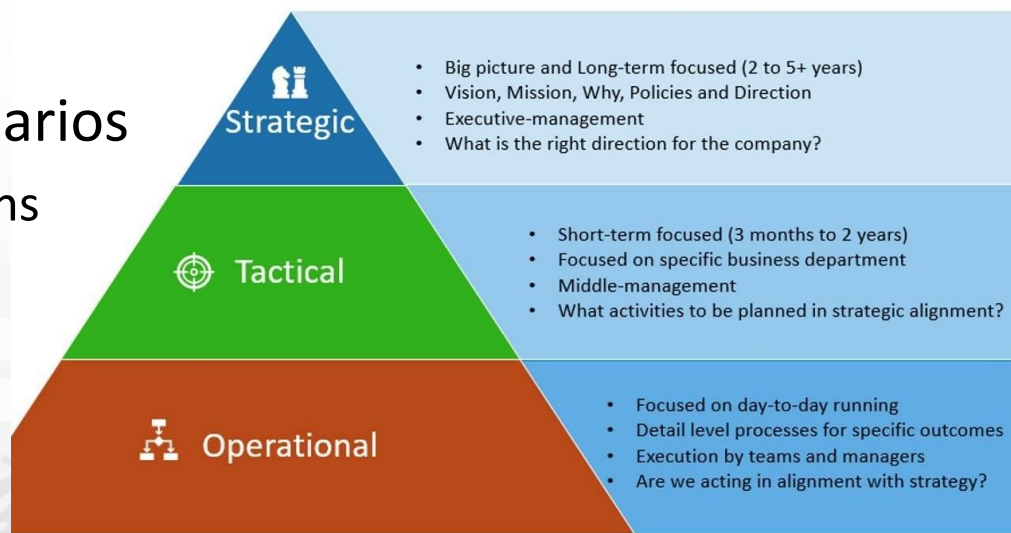 arios
ns
Strategic
• Big picture and Long-term focused (2 to 5+ years)
• Vision, Mission, Why, Policies and Direction
• Executive-management
• What is the right direction for the company?
Tactical
• Short-term focused (3 months to 2 years)
• Focused on specific business department
• Middle-management
• What activities to be planned in strategic alignment?
Operational
• Focused on day-to-day running
• Detail level processes for specific outcomes
• Execution by teams and managers
• Are we acting in alignment with strategy?